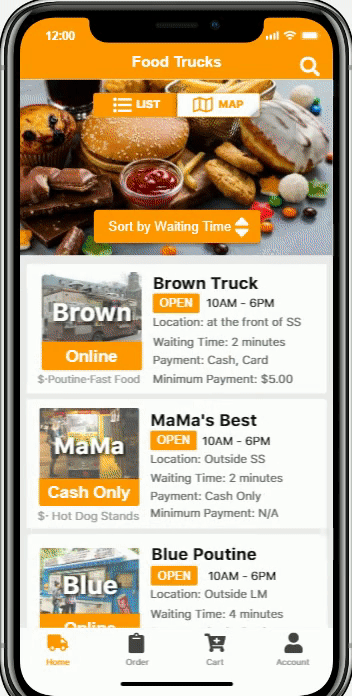 12:00
Food Trucks
LIST
MAP
Sort by Waiting Time
Brown
Online
$-Poutine-Fast Food
Brown Truck
OPEN 10AM - 6PM
Location: at the front of SS
Waiting Time: 2 minutes
Payment: Cash, Card
Minimum Payment: $5.00
MaMa
Cash Only
$- Hot Dog Stands
MaMa's Best
OPEN 10AM - 6PM
Location: Outside SS
Waiting Time: 2 minutes
Payment: Cash Only
Minimum Payment: N/A
Blue
Online
Blue Poutine
OPEN 10AM - 6PM
Location: Outside LM
Waiting Time: 4 minutes
Home
Order
Cart
Account